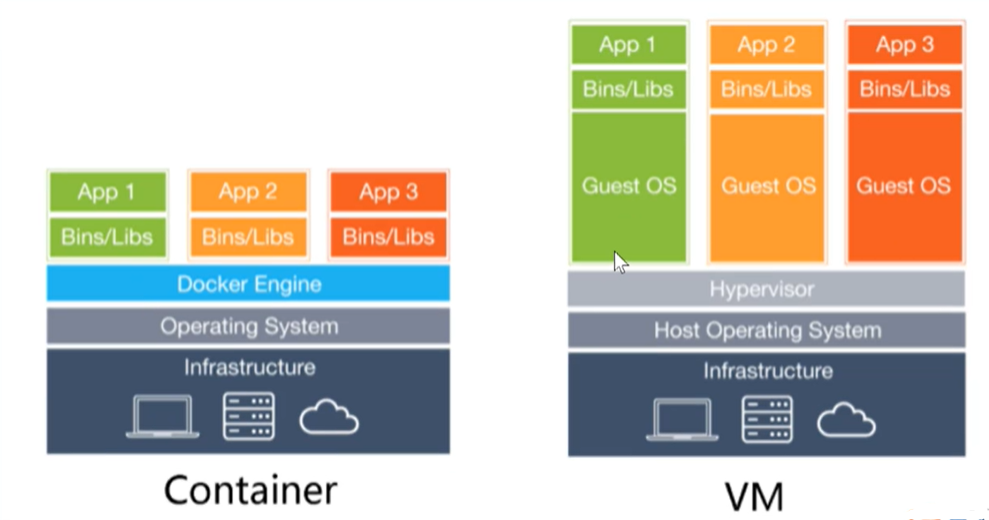 App 1
App 2
App 3
Bins/Libs
Bins/Libs
Bins/Libs
Docker Engine
Operating System
Infrastructure
Container
App 1
App 2
App 3
Bins/Libs
Bins/Libs
Bins/Libs
Guest OS
Guest OS
Guest OS
Hypervisor
Host Operating System
Infrastructure
VM